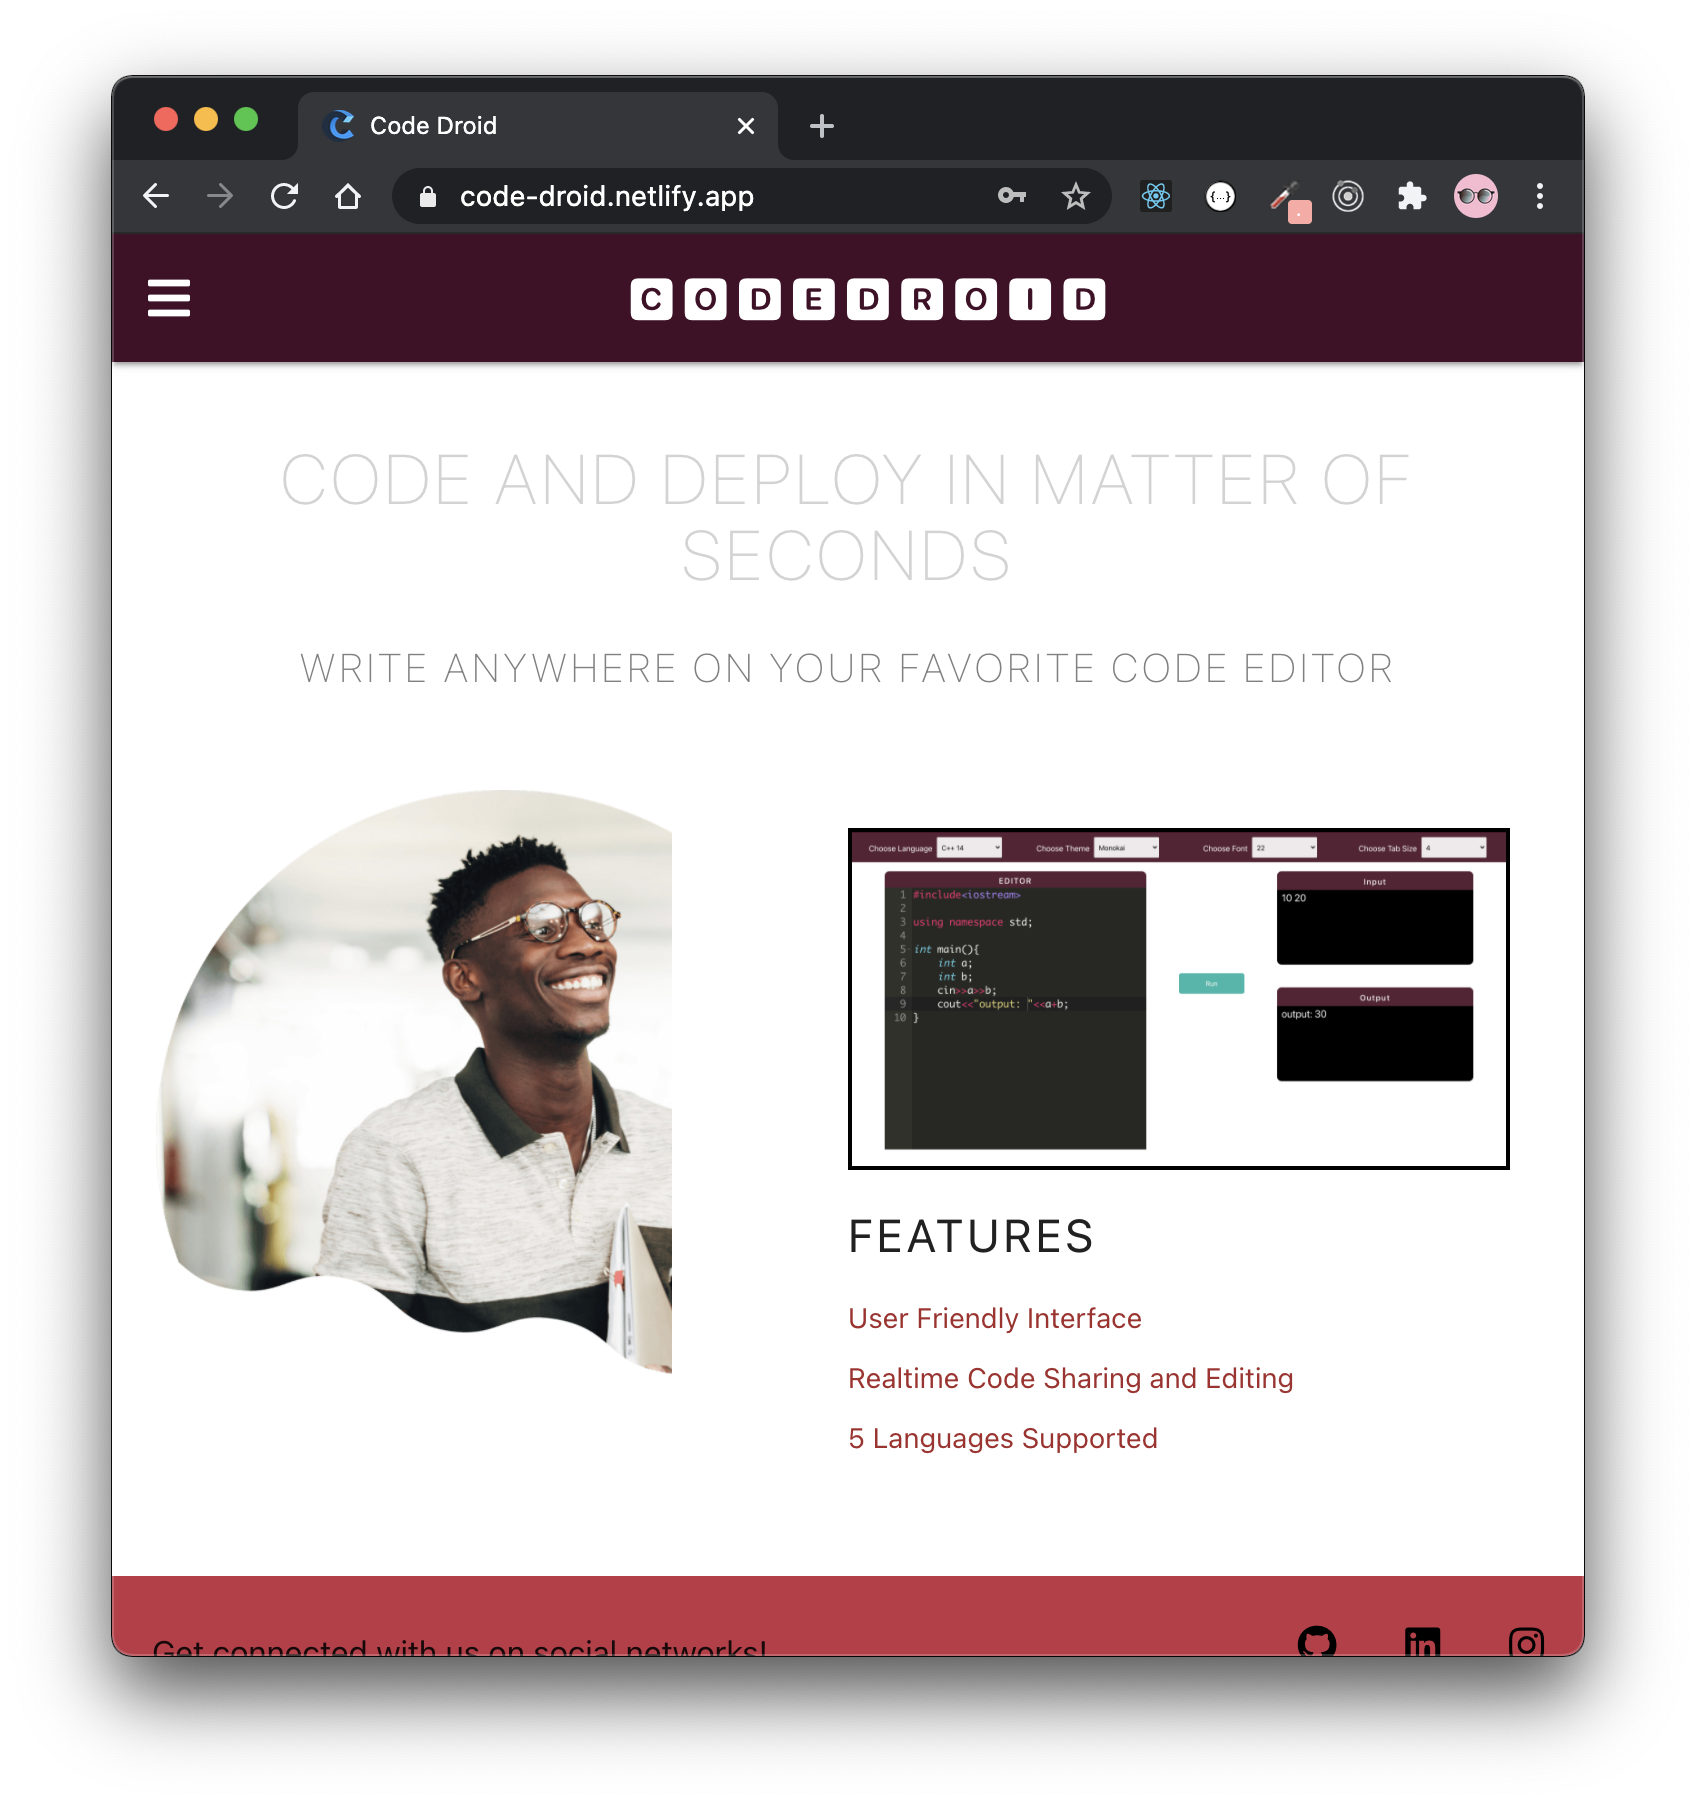 Code Droid
code-droid.netlify.app
{...}
CODEDROID
CODE AND DEPLOY IN MATTER OF
SECONDS
WRITE ANYWHERE ON YOUR FAVORITE CODE EDITOR
Choose Language C++ 14 Choose Theme Monokai Choose Font 22 Choose Tab Size 4
EDITOR
1 #include<iostream>
2
3 using namespace std;
4
5 int main(){
6 int a;
7 int b;
8 cin>>a>>b;
9 cout<<"output: "<<a+b;
10 }
Run
Input
10 20
Output
output: 30
FEATURES
User Friendly Interface
Realtime Code Sharing and Editing
5 Languages Supported
Get connected with us on social networks!
in